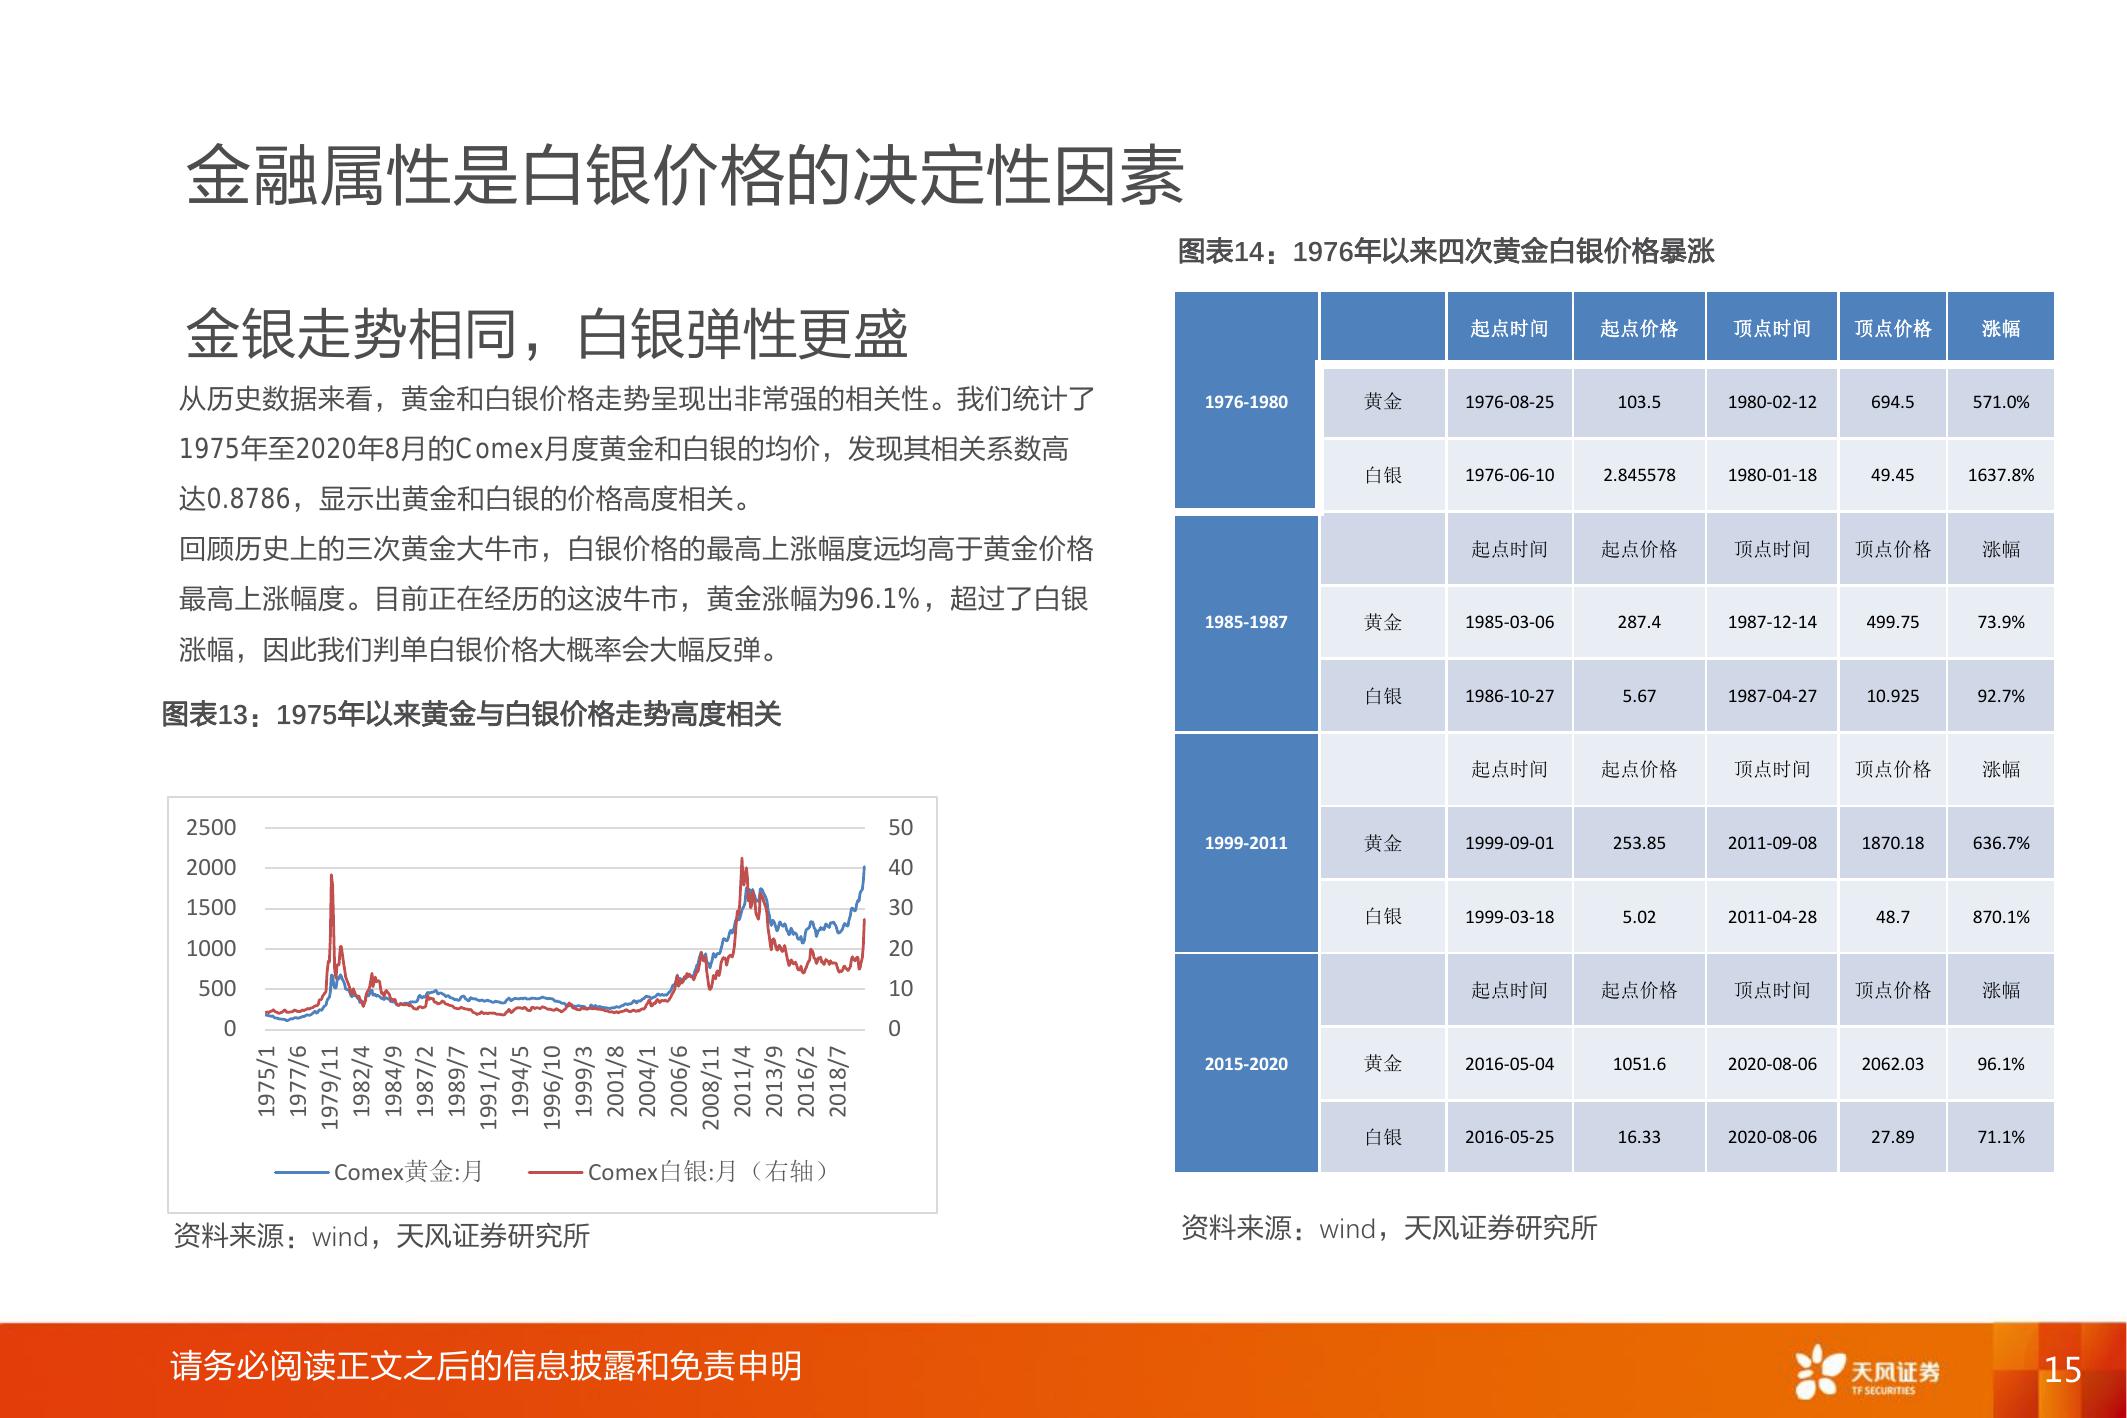 金融属性是白银价格的决定性因素
金银走势相同，白银弹性更盛
从历史数据来看，黄金和白银价格走势呈现出非常强的相关性。我们统计了
1975年至2020年8月的Comex月度黄金和白银的均价，发现其相关系数高
达0.8786，显示出黄金和白银的价格高度相关。
回顾历史上的三次黄金大牛市，白银价格的最高上涨幅度远均高于黄金价格
最高上涨幅度。目前正在经历的这波牛市，黄金涨幅为96.1%，超过了白银
涨幅，因此我们判单白银价格大概率会大幅反弹。
图表13：1975年以来黄金与白银价格走势高度相关
2500 50
2000 40
1500 30
1000 20
500 10
0 0
1975/1 1977/6 1979/11 1982/4 1984/9 1987/2 1989/7 1991/12 1994/5 1996/10 1999/3 2001/8 2004/1 2006/6 2008/11 2011/4 2013/9 2016/2 2018/7
Comex黄金:月 Comex白银:月（右轴）
资料来源：wind，天风证券研究所
图表14：1976年以来四次黄金白银价格暴涨
起点时间 起点价格 顶点时间 顶点价格 涨幅
1976-1980 黄金 1976-08-25 103.5 1980-02-12 694.5 571.0%
白银 1976-06-10 2.845578 1980-01-18 49.45 1637.8%
起点时间 起点价格 顶点时间 顶点价格 涨幅
1985-1987 黄金 1985-03-06 287.4 1987-12-14 499.75 73.9%
白银 1986-10-27 5.67 1987-04-27 10.925 92.7%
起点时间 起点价格 顶点时间 顶点价格 涨幅
1999-2011 黄金 1999-09-01 253.85 2011-09-08 1870.18 636.7%
白银 1999-03-18 5.02 2011-04-28 48.7 870.1%
起点时间 起点价格 顶点时间 顶点价格 涨幅
2015-2020 黄金 2016-05-04 1051.6 2020-08-06 2062.03 96.1%
白银 2016-05-25 16.33 2020-08-06 27.89 71.1%
资料来源：wind，天风证券研究所
请务必阅读正文之后的信息披露和免责申明
天风证券
TF SECURITIES
15